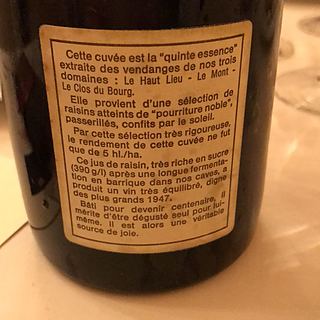 Cette cuvée est la "quinte essence"
extraite des vendanges de nos trois
domaines : Le Haut Lieu - Le Mont -
Le Clos du Bourg.
Elle provient d'une sélection de
raisins atteints de "pourriture noble",
passerillés, confits par le soleil.
Par cette sélection très rigoureuse,
le rendement de cette cuvée ne fut
que de 5 hl./ha.
Ce jus de raisin, très riche en sucre
(390 g/l) après une longue fermenta-
tion en barrique dans nos caves, a
produit un vin très équilibré, digne
des plus grands 1947.
Bâti pour devenir centenaire, il
mérite d'être dégusté seul pour lui-
même. il est alors une véritable
source de joie.